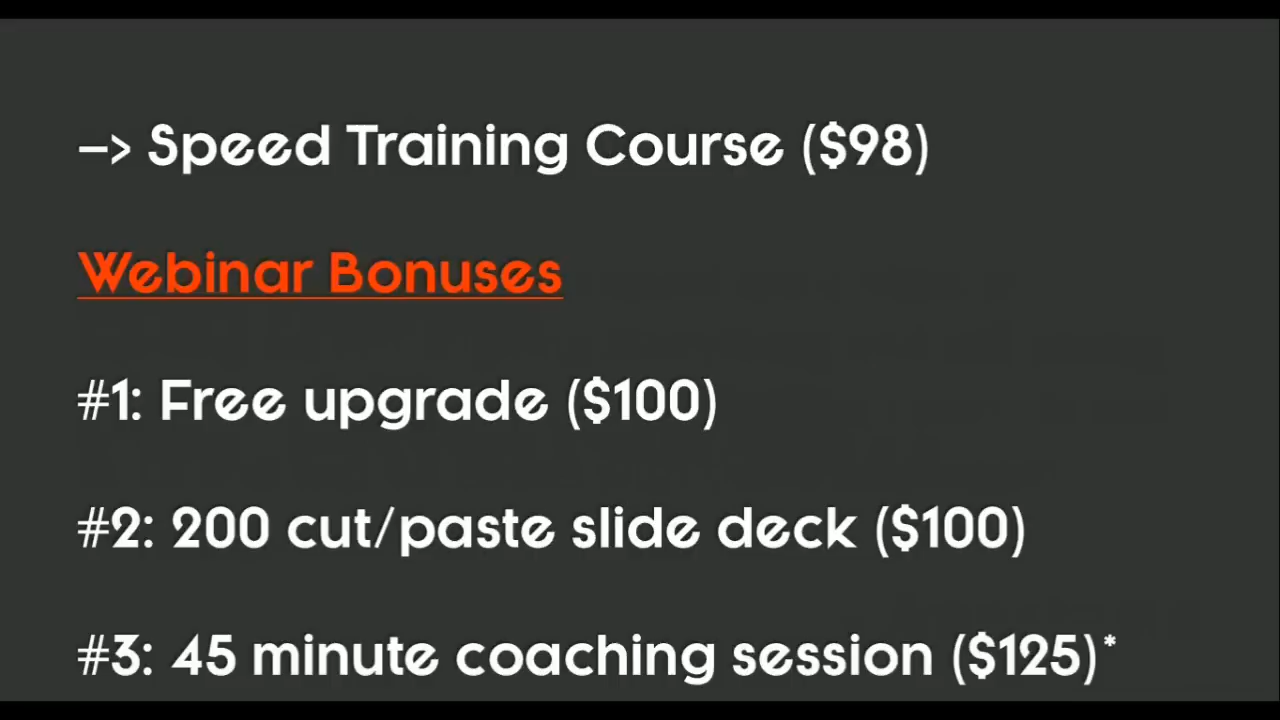 –> Speed Training Course ($98)
Webinar Bonuses
#1: Free upgrade ($100)
#2: 200 cut/paste slide deck ($100)
#3: 45 minute coaching session ($125)*